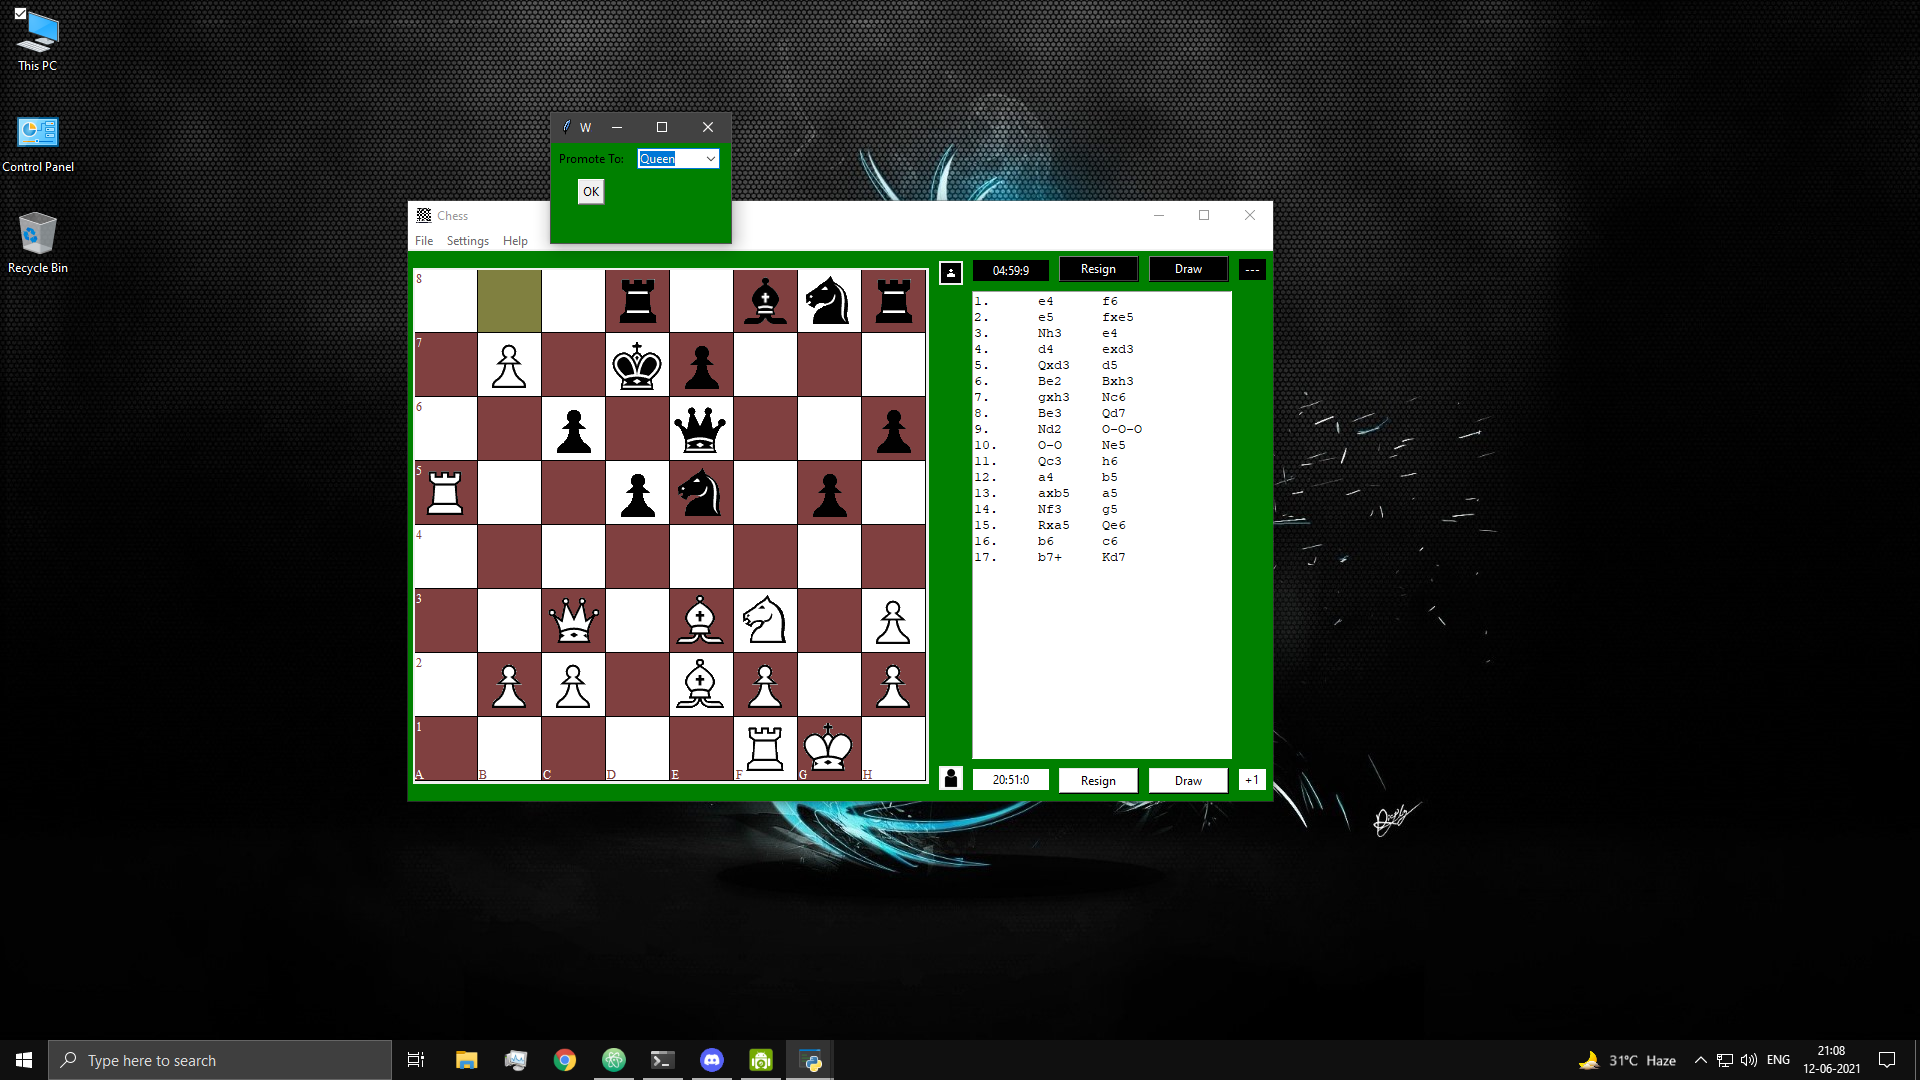 This PC
Control Panel
Recycle Bin
W
Promote To: Queen
OK
Chess
File Settings Help
04:59:9 Resign Draw ---
1. e4 f6
2. e5 fxe5
3. Nh3 e4
4. d4 exd3
5. Qxd3 d5
6. Be2 Bxh3
7. gxh3 Nc6
8. Be3 Qd7
9. Nd2 O-O-O
10. O-O Ne5
11. Qc3 h6
12. a4 b5
13. axb5 a5
14. Nf3 g5
15. Rxa5 Qe6
16. b6 c6
17. b7+ Kd7
8
7
6
5
4
3
2
1
A B C D E F G H
20:51:0 Resign Draw +1
Type here to search
31°C Haze
ENG
21:08
12-06-2021